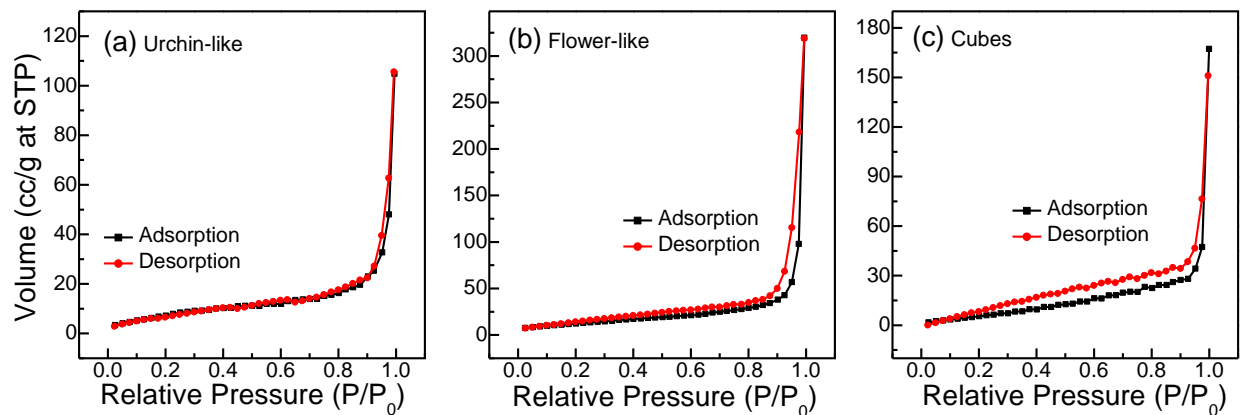 (a) Urchin-like
120
100
80
60
40
20
0
Volume (cc/g at STP)
Adsorption
Desorption
0.0 0.2 0.4 0.6 0.8 1.0
Relative Pressure (P/P0)
(b) Flower-like
300
250
200
150
100
50
0
Adsorption
Desorption
0.0 0.2 0.4 0.6 0.8 1.0
Relative Pressure (P/P0)
(c) Cubes
180
150
120
90
60
30
0
Adsorption
Desorption
0.0 0.2 0.4 0.6 0.8 1.0
Relative Pressure (P/P0)